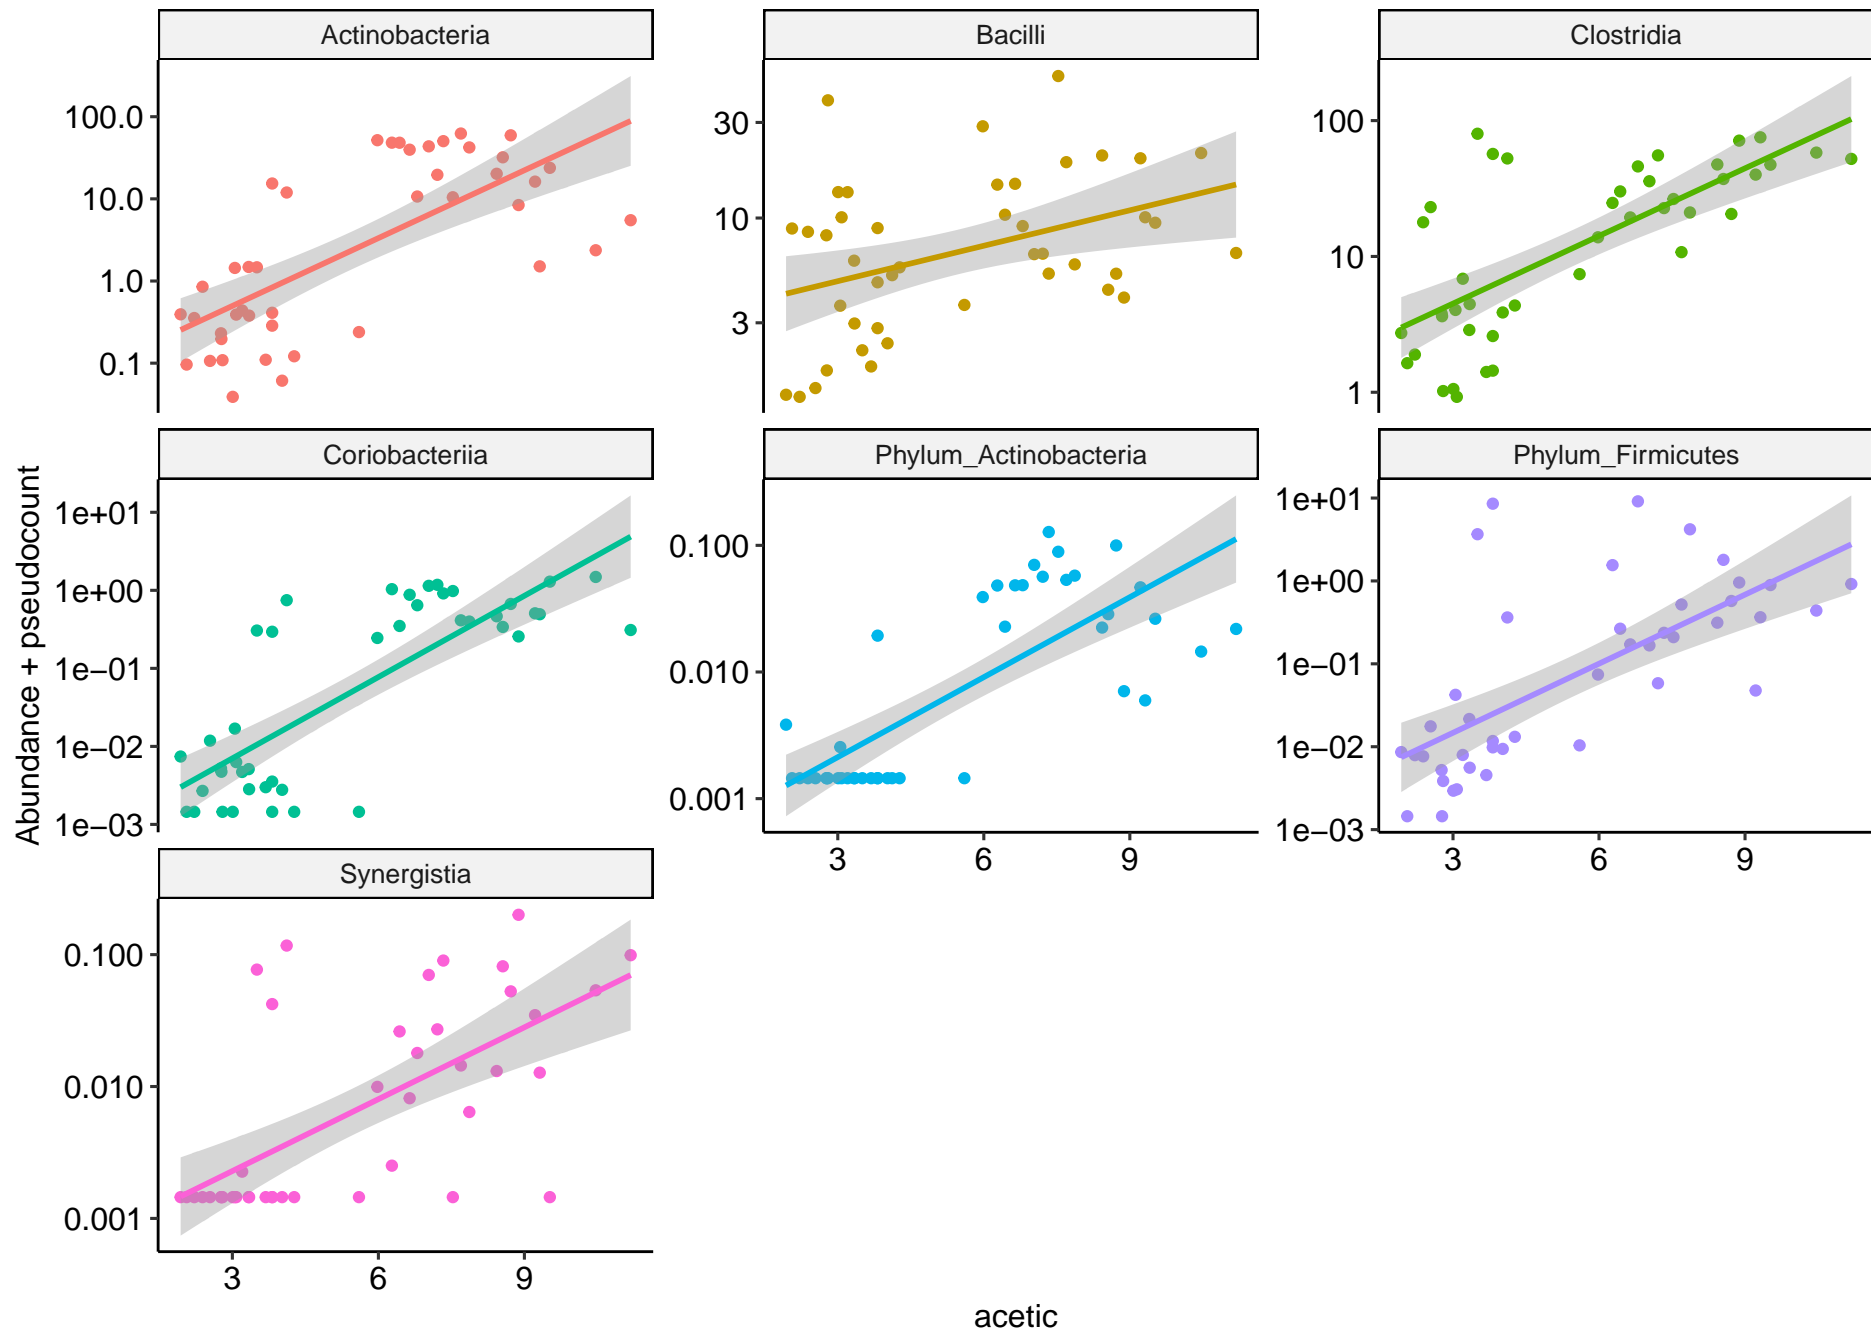 Actinobacteria
Bacilli
Clostridia
100.0
10.0
1.0
0.1
30
10
3
100
10
1
Coriobacteriia
Phylum_Actinobacteria
Phylum_Firmicutes
1e+01
1e+00
1e−01
1e−02
1e−03
0.100
0.010
0.001
3 6 9
1e+01
1e+00
1e−01
1e−02
1e−03
3 6 9
Abundance + pseudocount
Synergistia
0.100
0.010
0.001
3 6 9
acetic